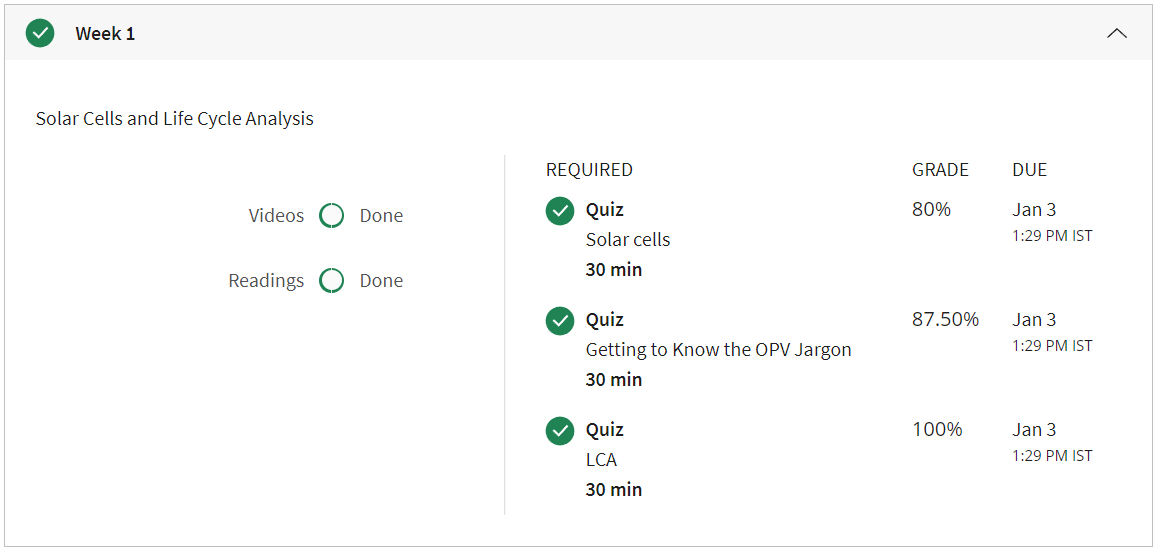 Week 1
Solar Cells and Life Cycle Analysis
Videos Done
Readings Done
REQUIRED GRADE DUE
Quiz 80% Jan 3
Solar cells 1:29 PM IST
30 min
Quiz 87.50% Jan 3
Getting to Know the OPV Jargon 1:29 PM IST
30 min
Quiz 100% Jan 3
LCA 1:29 PM IST
30 min